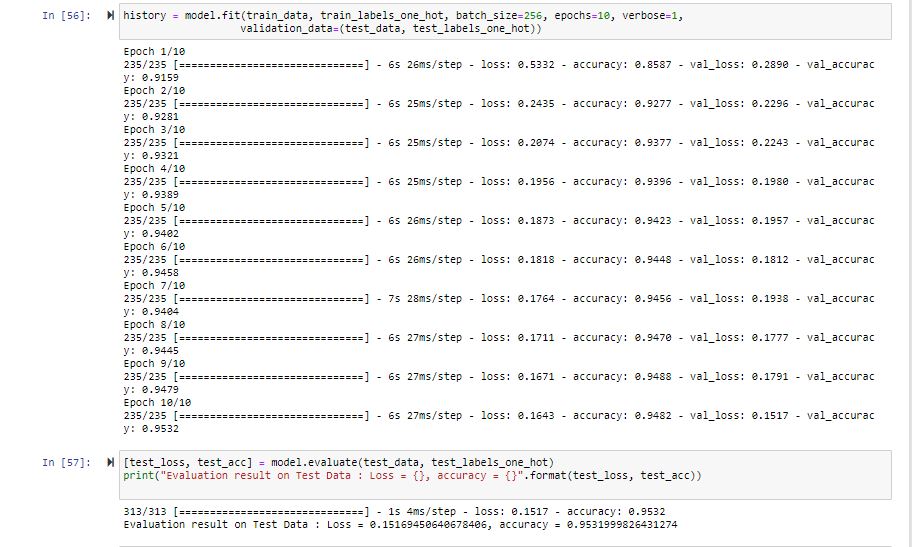 In [56]: history = model.fit(train_data, train_labels_one_hot, batch_size=256, epochs=10, verbose=1,
validation_data=(test_data, test_labels_one_hot))
Epoch 1/10
235/235 [==============================] - 6s 26ms/step - loss: 0.5332 - accuracy: 0.8587 - val_loss: 0.2890 - val_accurac
y: 0.9159
Epoch 2/10
235/235 [==============================] - 6s 25ms/step - loss: 0.2435 - accuracy: 0.9277 - val_loss: 0.2296 - val_accurac
y: 0.9281
Epoch 3/10
235/235 [==============================] - 6s 25ms/step - loss: 0.2074 - accuracy: 0.9377 - val_loss: 0.2243 - val_accurac
y: 0.9321
Epoch 4/10
235/235 [==============================] - 6s 25ms/step - loss: 0.1956 - accuracy: 0.9396 - val_loss: 0.1980 - val_accurac
y: 0.9389
Epoch 5/10
235/235 [==============================] - 6s 26ms/step - loss: 0.1873 - accuracy: 0.9423 - val_loss: 0.1957 - val_accurac
y: 0.9402
Epoch 6/10
235/235 [==============================] - 6s 26ms/step - loss: 0.1818 - accuracy: 0.9448 - val_loss: 0.1812 - val_accurac
y: 0.9458
Epoch 7/10
235/235 [==============================] - 7s 28ms/step - loss: 0.1764 - accuracy: 0.9456 - val_loss: 0.1938 - val_accurac
y: 0.9404
Epoch 8/10
235/235 [==============================] - 6s 27ms/step - loss: 0.1711 - accuracy: 0.9470 - val_loss: 0.1777 - val_accurac
y: 0.9445
Epoch 9/10
235/235 [==============================] - 6s 27ms/step - loss: 0.1671 - accuracy: 0.9488 - val_loss: 0.1791 - val_accurac
y: 0.9479
Epoch 10/10
235/235 [==============================] - 6s 27ms/step - loss: 0.1643 - accuracy: 0.9482 - val_loss: 0.1517 - val_accurac
y: 0.9532
In [57]: [test_loss, test_acc] = model.evaluate(test_data, test_labels_one_hot)
print("Evaluation result on Test Data : Loss = {}, accuracy = {}".format(test_loss, test_acc))
313/313 [==============================] - 1s 4ms/step - loss: 0.1517 - accuracy: 0.9532
Evaluation result on Test Data : Loss = 0.15169450640678406, accuracy = 0.9531999826431274